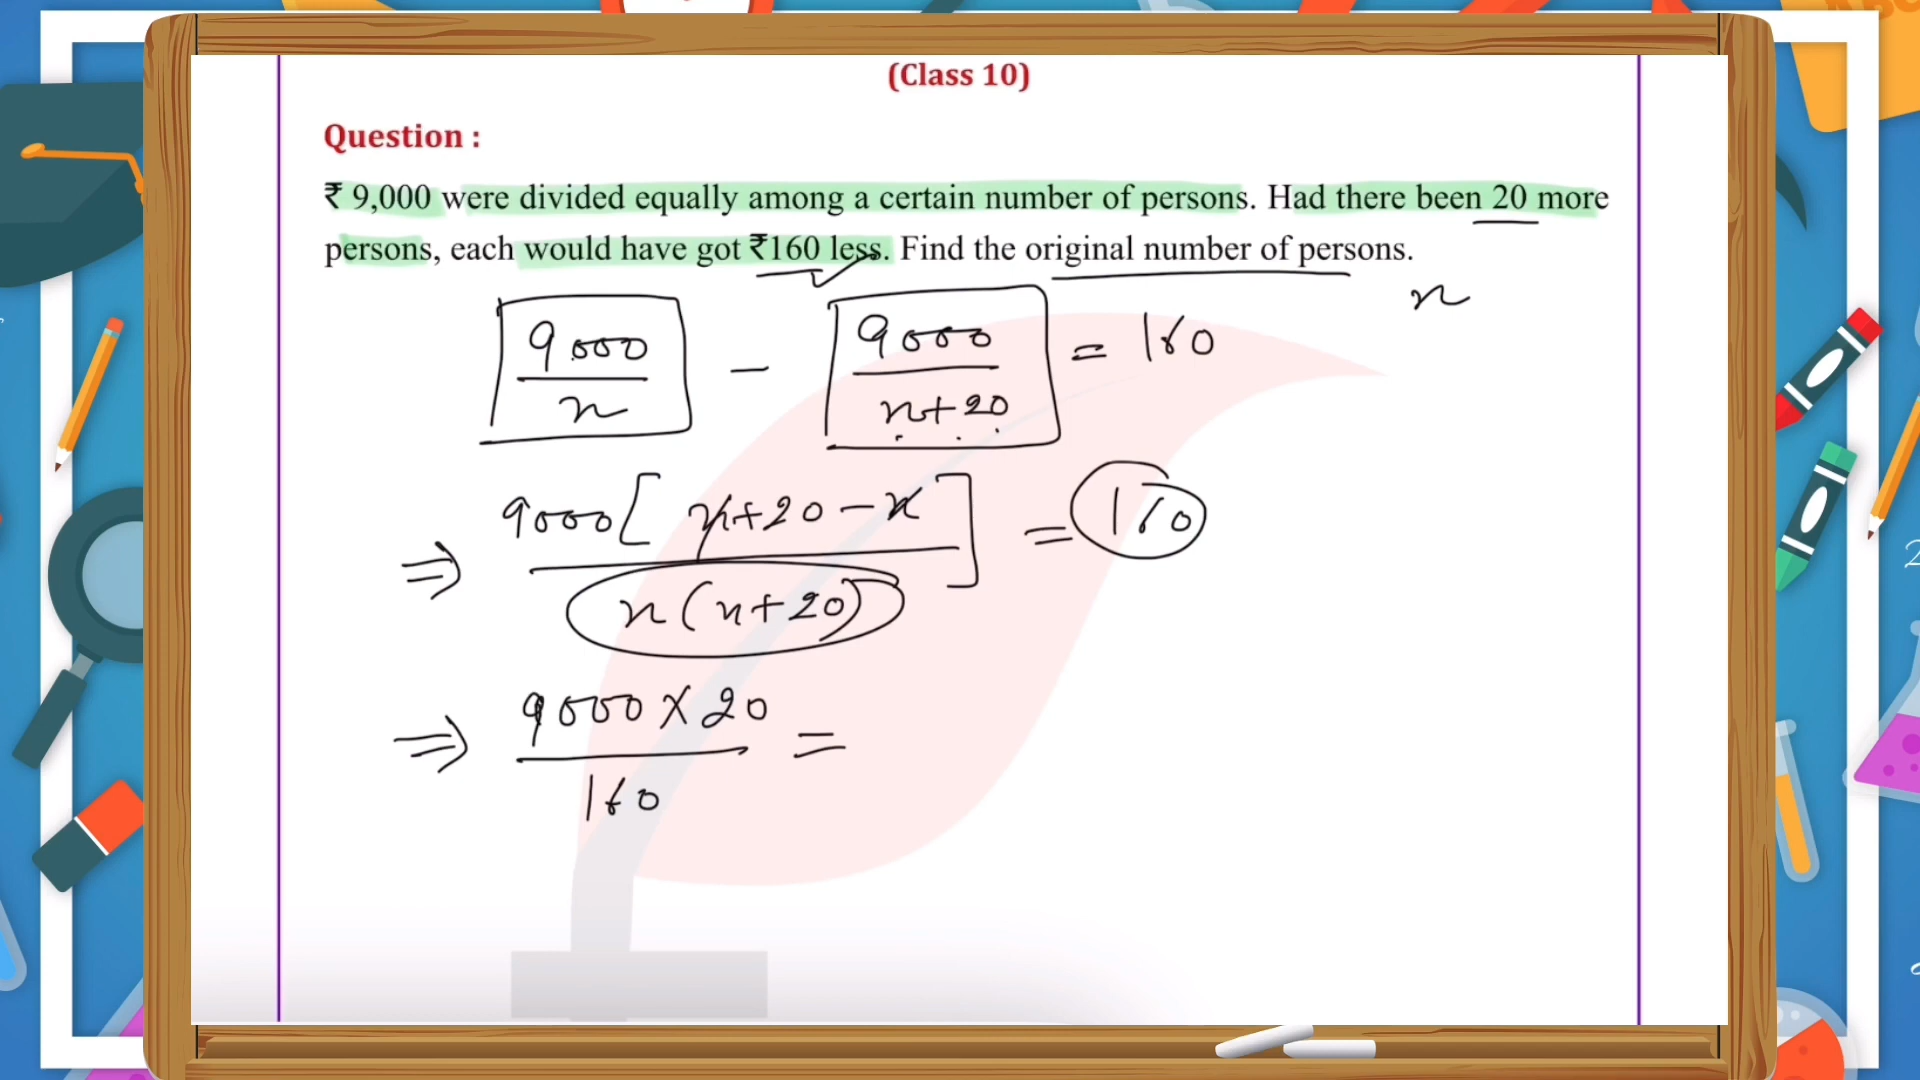 (Class 10)
Question :
₹ 9,000 were divided equally among a certain number of persons. Had there been 20 more
persons, each would have got ₹160 less. Find the original number of persons.
x
9000/x - 9000/x+20 = 160
⇒ 9000[x+20-x / x(x+20)] = 160
⇒ 9000×20/160 =